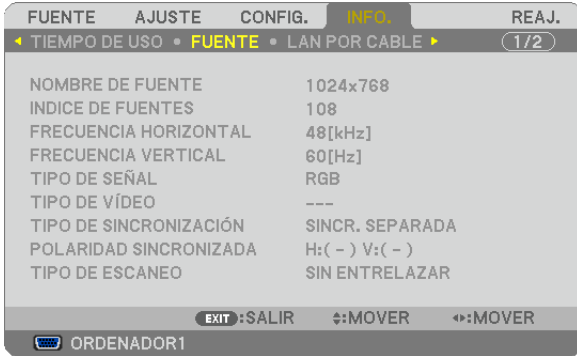 FUENTE AJUSTE CONFIG. INFO. REAJ.
TIEMPO DE USO • FUENTE • LAN POR CABLE 1/2
NOMBRE DE FUENTE 1024x768
INDICE DE FUENTES 108
FRECUENCIA HORIZONTAL 48[kHz]
FRECUENCIA VERTICAL 60[Hz]
TIPO DE SEÑAL RGB
TIPO DE VÍDEO ---
TIPO DE SINCRONIZACIÓN SINCR. SEPARADA
POLARIDAD SINCRONIZADA H:( - ) V:( - )
TIPO DE ESCANEO SIN ENTRELAZAR
EXIT :SALIR :MOVER :MOVER
ORDENADOR1